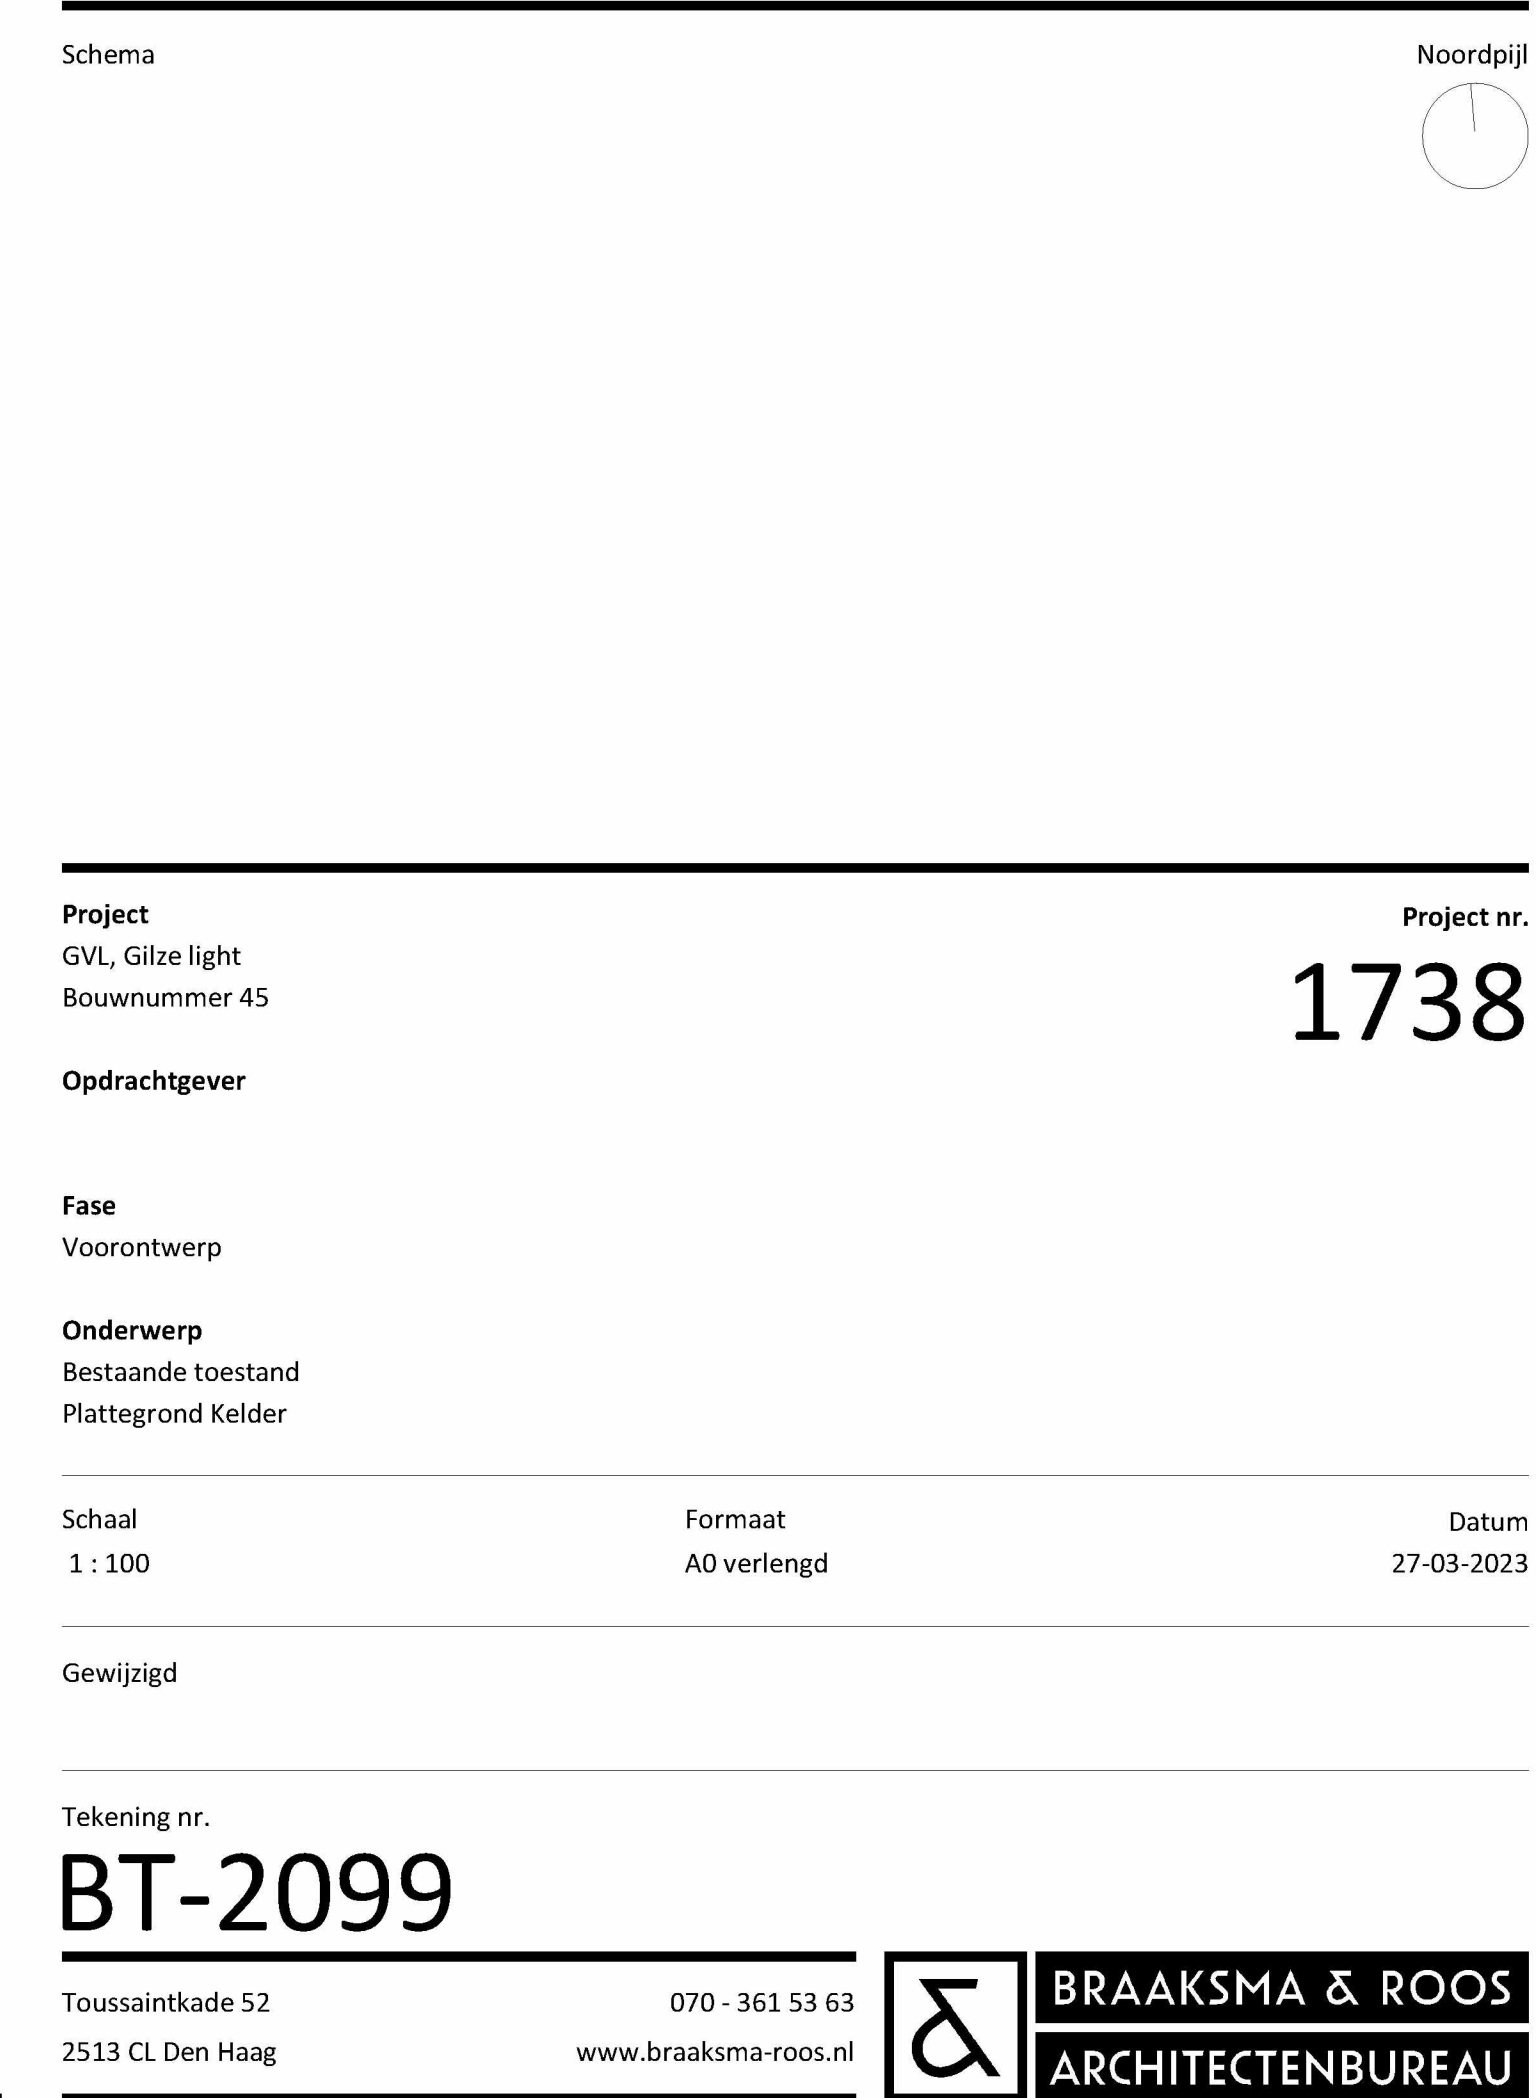 Schema
Noordpijl
Project
Project nr.
GVL, Gilze light
Bouwnummer 45
1738
Opdrachtgever
Fase
Voorontwerp
Onderwerp
Bestaande toestand
Plattegrond Kelder
Schaal
Formaat
Datum
1 : 100
A0 verlengd
27-03-2023
Gewijzigd
Tekening nr.
BT-2099
Toussaintkade 52
070 - 361 53 63
2513 CL Den Haag
www.braaksma-roos.nl
&
BRAAKSMA & ROOS
ARCHITECTENBUREAU